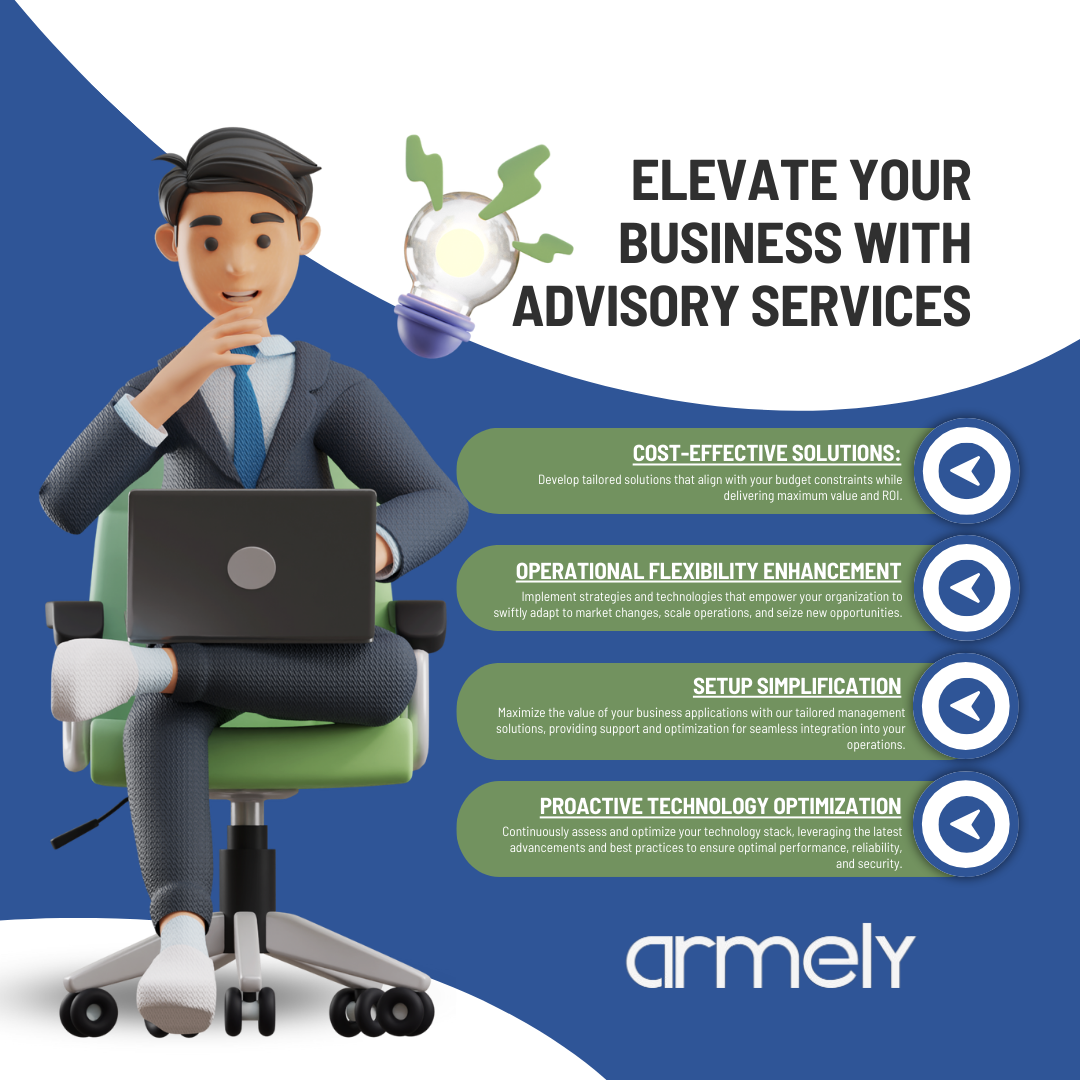 ELEVATE YOUR
BUSINESS WITH
ADVISORY SERVICES
COST-EFFECTIVE SOLUTIONS:
Develop tailored solutions that align with your budget constraints while
delivering maximum value and ROI.
OPERATIONAL FLEXIBILITY ENHANCEMENT
Implement strategies and technologies that empower your organization to
swiftly adapt to market changes, scale operations, and seize new opportunities.
SETUP SIMPLIFICATION
Maximize the value of your business applications with our tailored management
solutions, providing support and optimization for seamless integration into your
operations.
PROACTIVE TECHNOLOGY OPTIMIZATION
Continuously assess and optimize your technology stack, leveraging the latest
advancements and best practices to ensure optimal performance, reliability,
and security.
armely